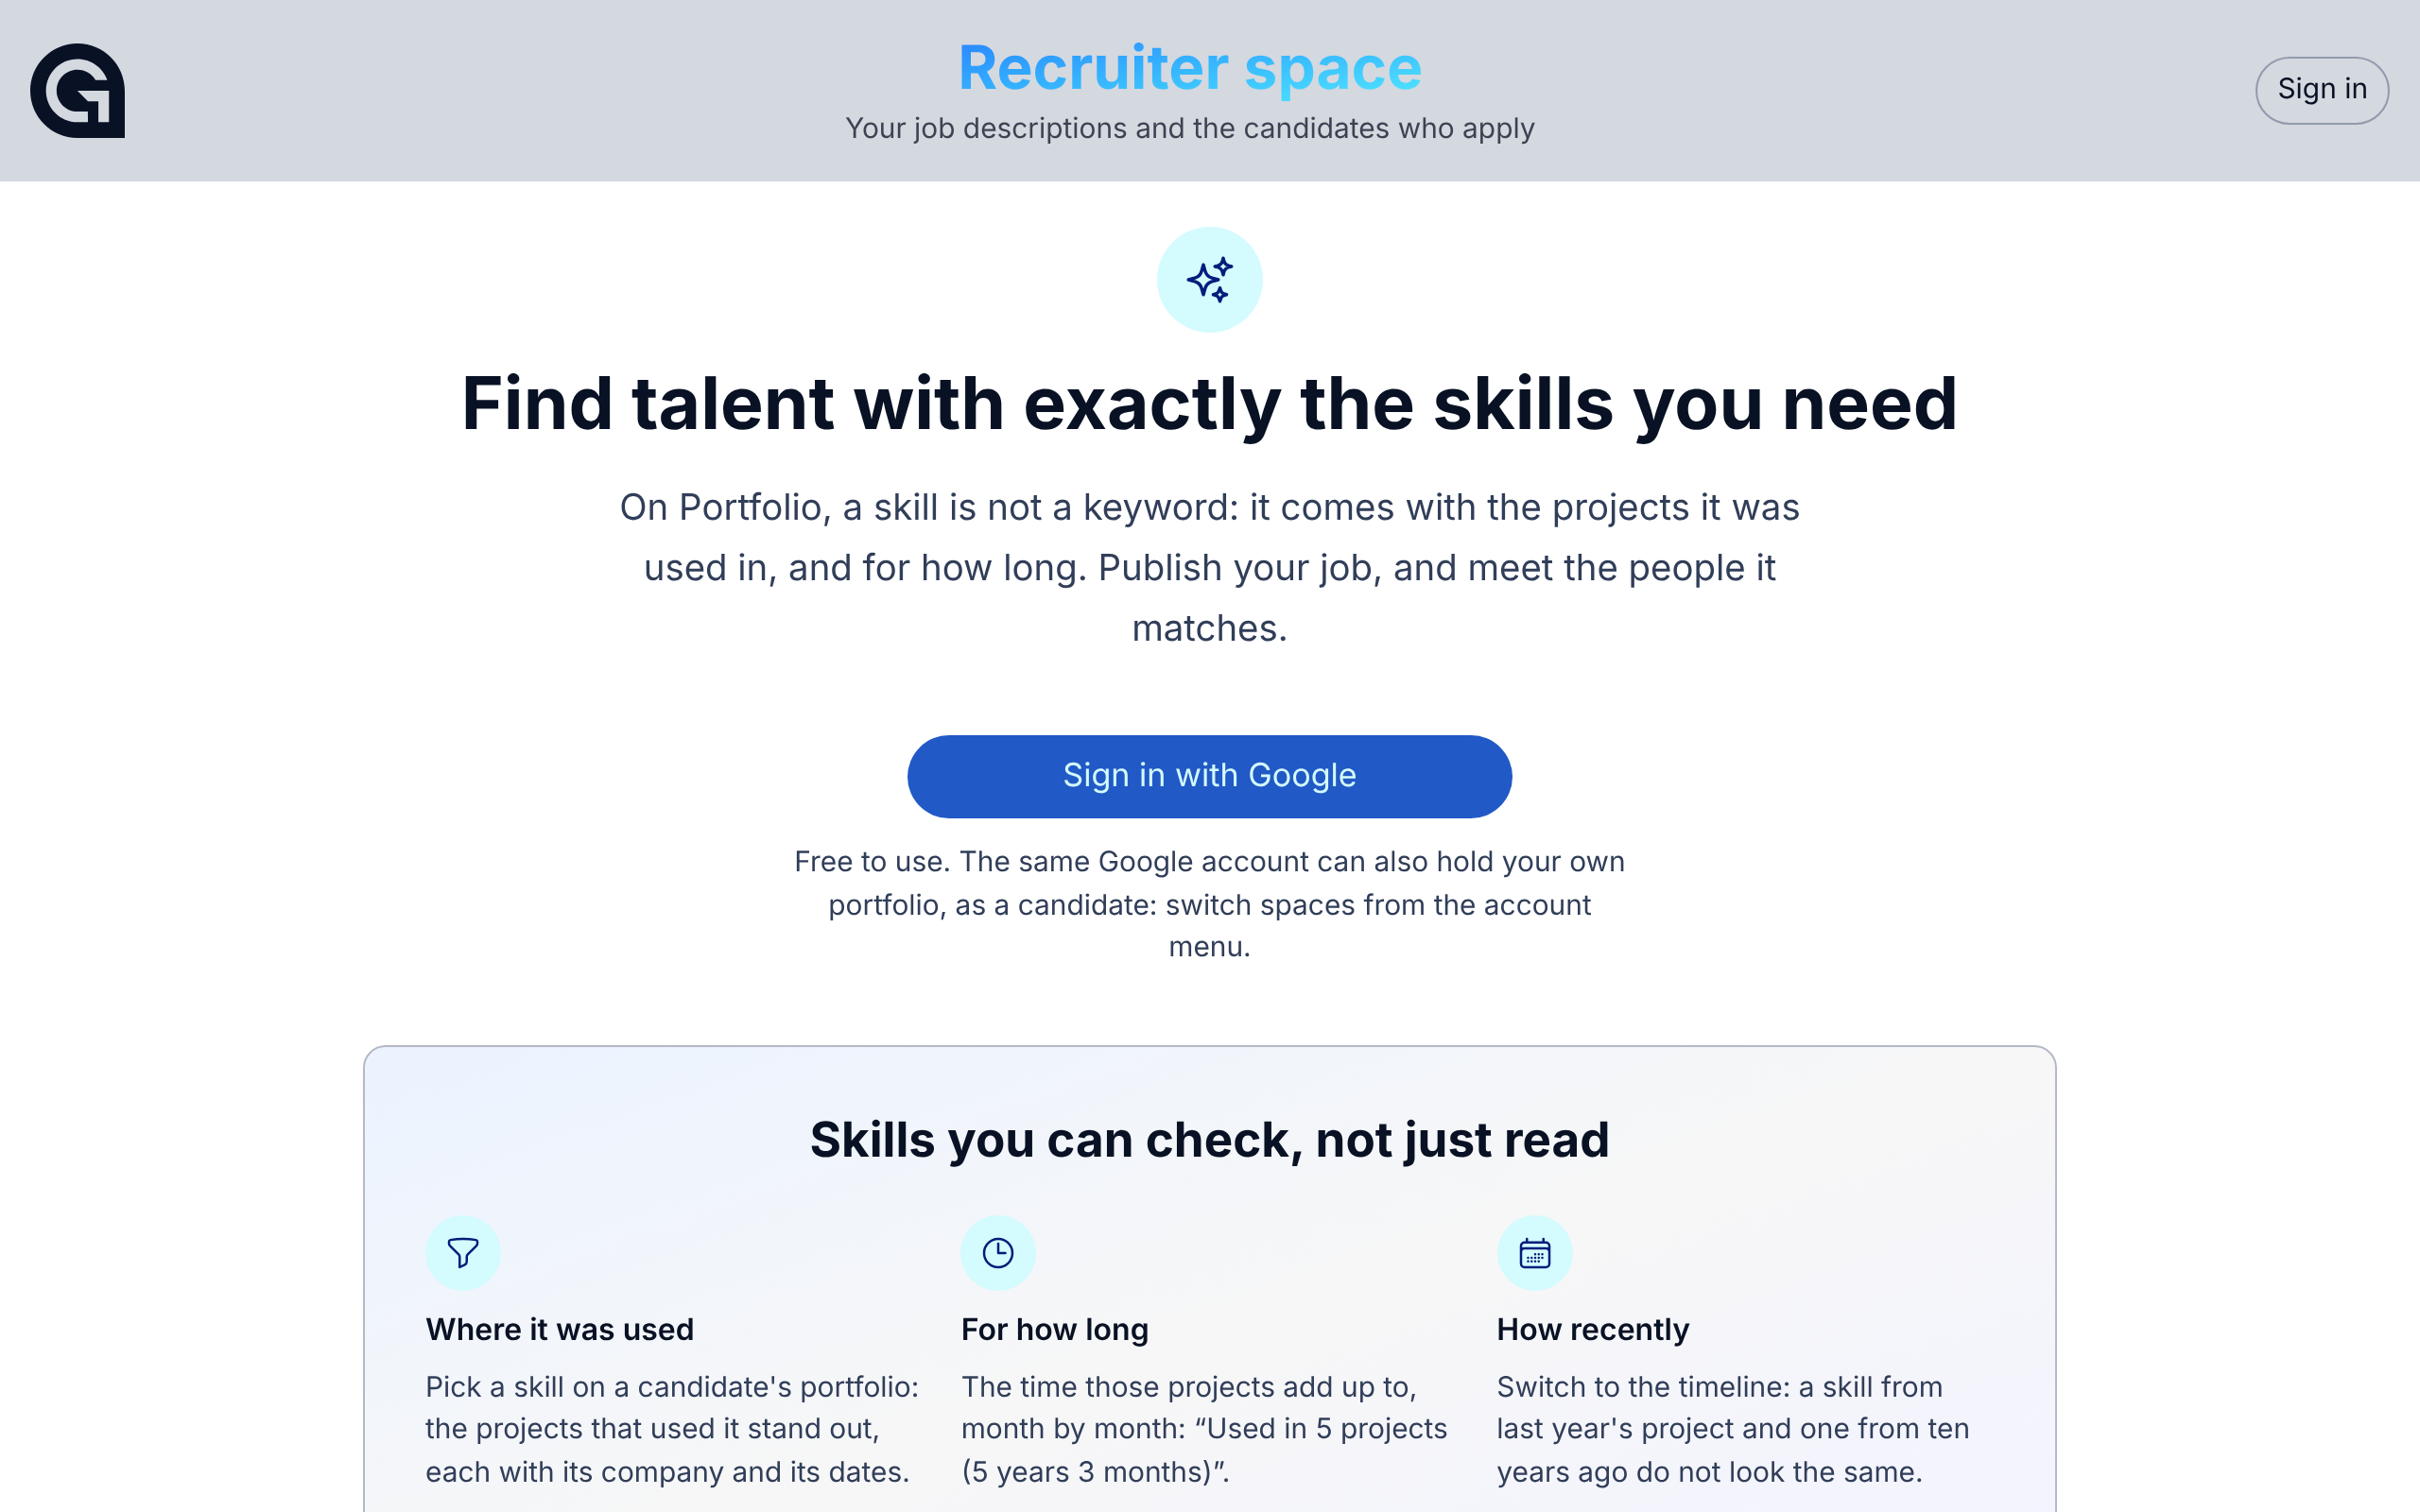 Recruiter space
Your job descriptions and the candidates who apply
Sign in
Find talent with exactly the skills you need
On Portfolio, a skill is not a keyword: it comes with the projects it was
used in, and for how long. Publish your job, and meet the people it
matches.
Sign in with Google
Free to use. The same Google account can also hold your own
portfolio, as a candidate: switch spaces from the account
menu.
Skills you can check, not just read
Where it was used
Pick a skill on a candidate's portfolio:
the projects that used it stand out,
each with its company and its dates.
For how long
The time those projects add up to,
month by month: “Used in 5 projects
(5 years 3 months)”.
How recently
Switch to the timeline: a skill from
last year's project and one from ten
years ago do not look the same.